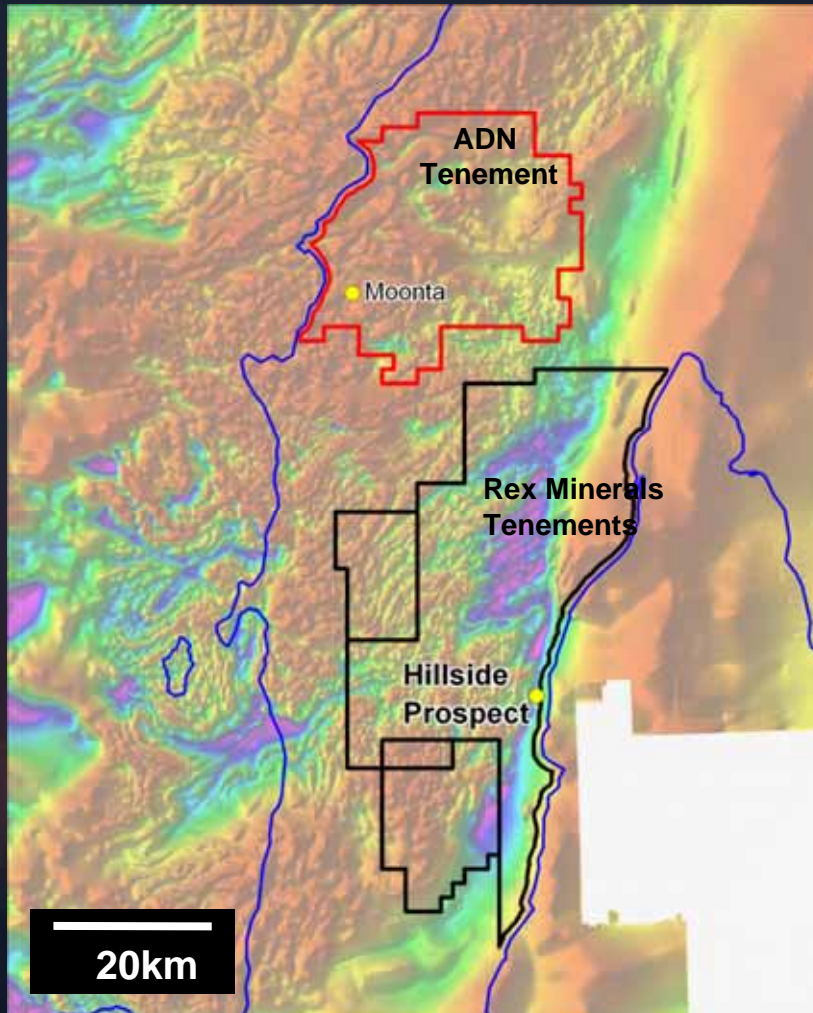 ADN
Tenement
Moonta
Rex Minerals
Tenements
Hillside
Prospect
20km